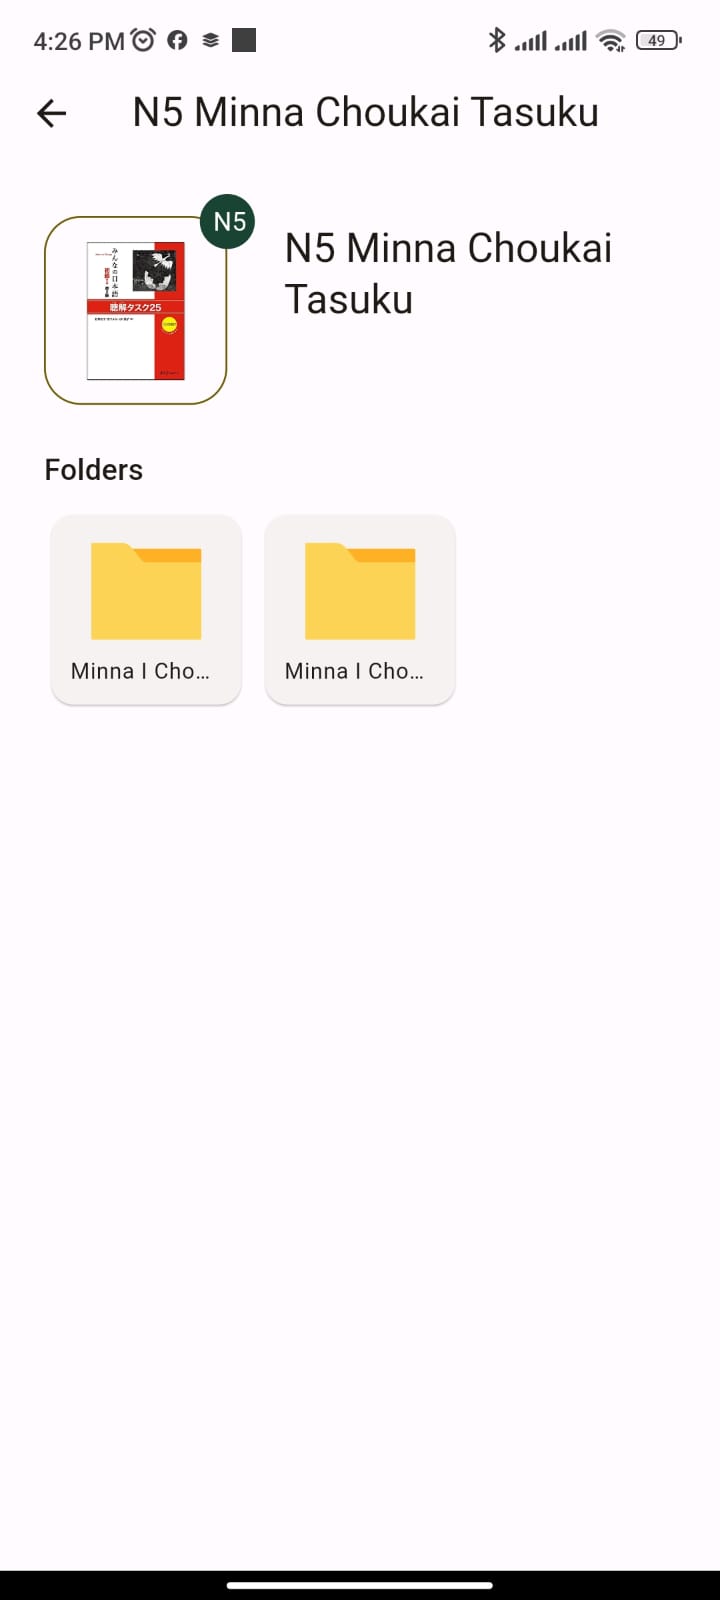 4:26 PM
49
N5 Minna Choukai Tasuku
N5
みんなの日本語
聴解タスク25
N5 Minna Choukai
Tasuku
Folders
Minna I Cho...
Minna I Cho...